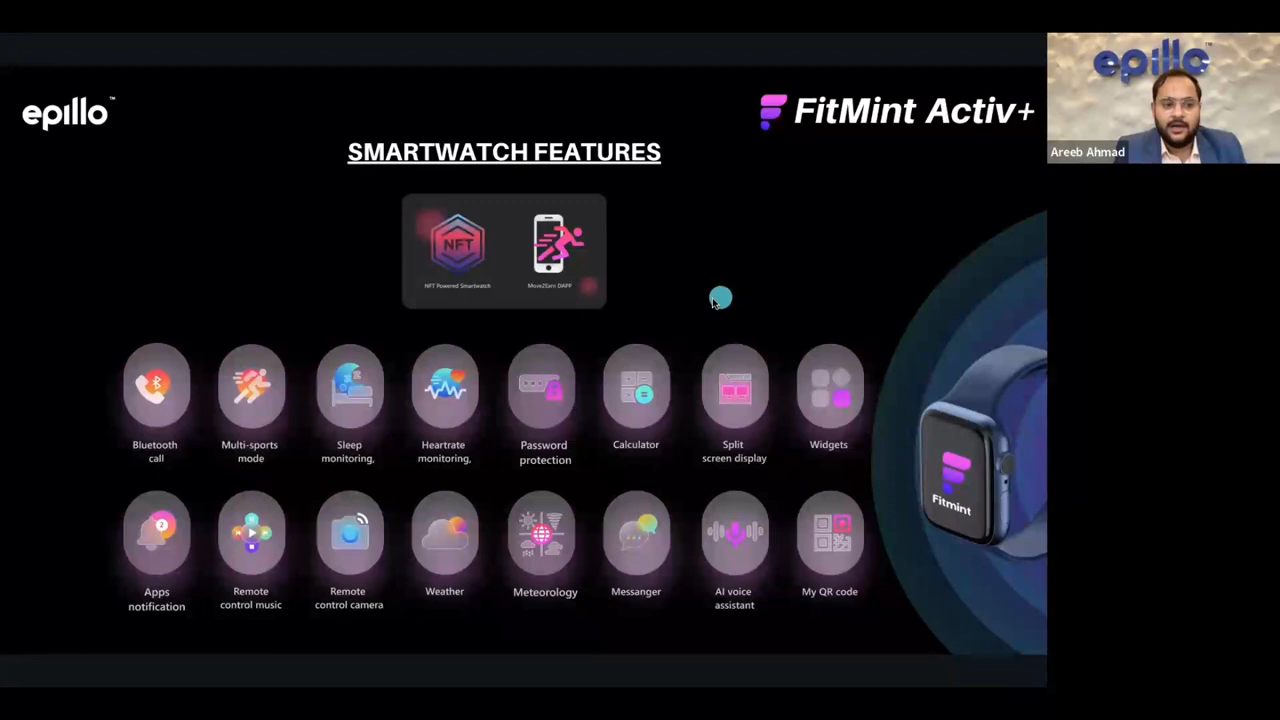 epillo™
FitMint Activ+
epillo™
Areeb Ahmad
SMARTWATCH FEATURES
NFT
NFT Powered Smartwatch
Move2Earn DAPP
Bluetooth
call
Multi-sports
mode
Sleep
monitoring,
Heartrate
monitoring,
Password
protection
Calculator
Split
screen display
Widgets
Fitmint
2
Apps
notification
Remote
control music
Remote
control camera
Weather
Meteorology
Messanger
AI voice
assistant
My QR code